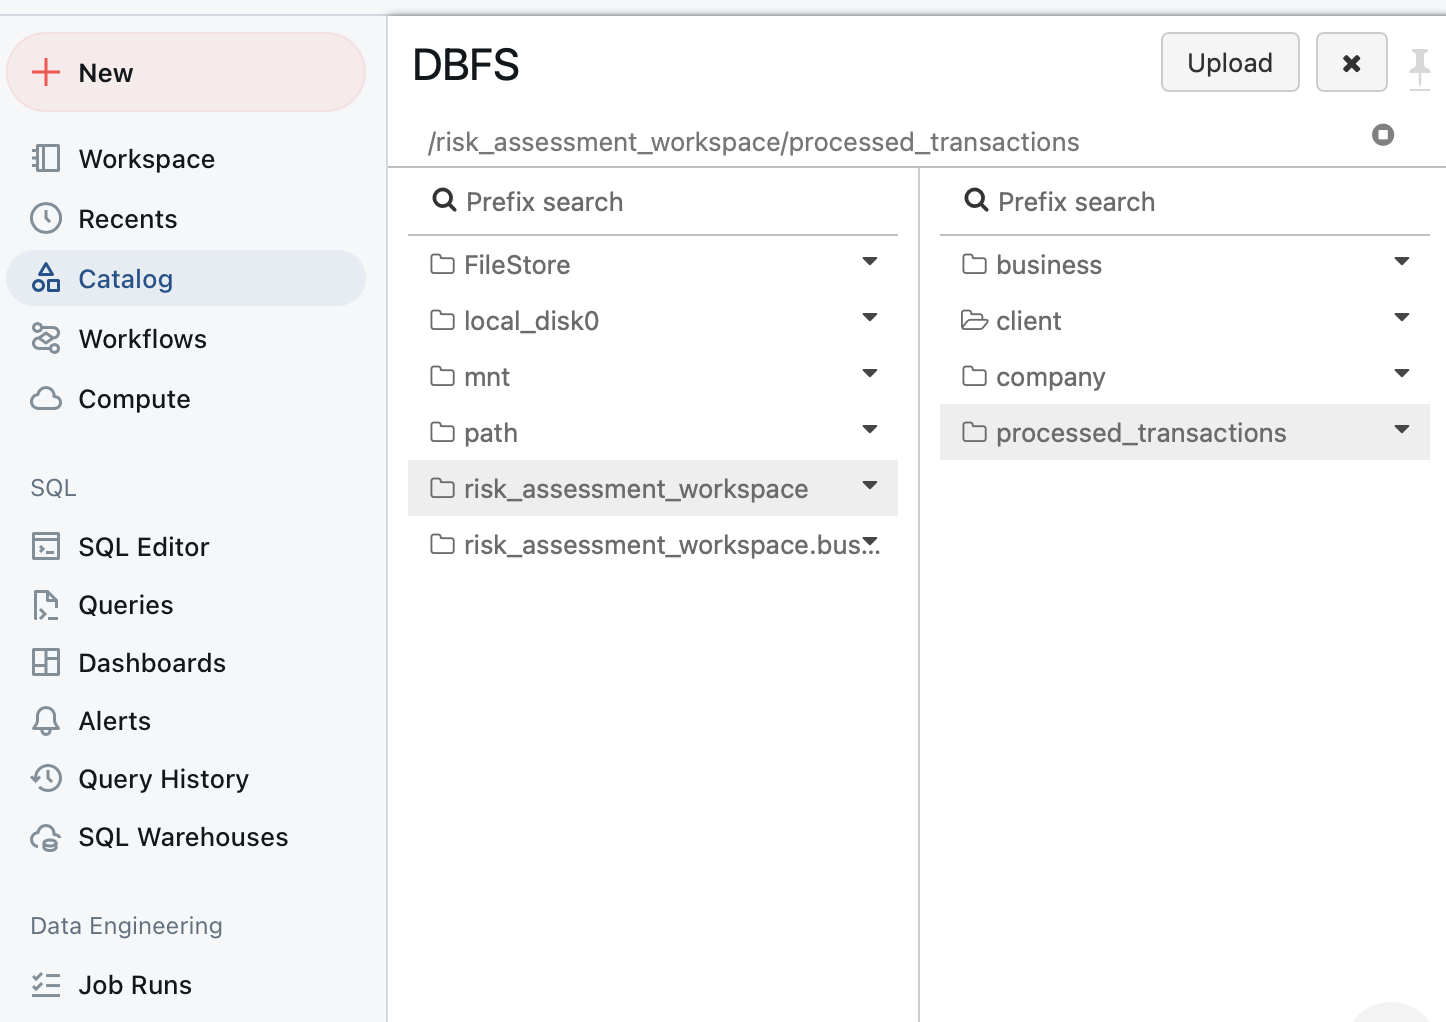 New
Workspace
Recents
Catalog
Workflows
Compute
SQL
SQL Editor
Queries
Dashboards
Alerts
Query History
SQL Warehouses
Data Engineering
Job Runs
DBFS
Upload
/risk_assessment_workspace/processed_transactions
Prefix search
FileStore
local_disk0
mnt
path
risk_assessment_workspace
risk_assessment_workspace.bus...
Prefix search
business
client
company
processed_transactions